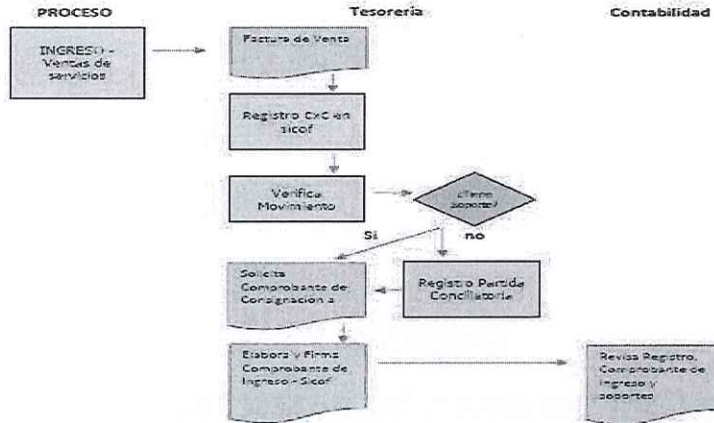 PROCESO
Tesorería
Contabilidad
INGRESO -
Ventas de
servicios
Factura de Venta
Registro CxC en
sicof
Verifica
Movimiento
¿Tiene
soporte?
Si
no
Solicita
Comprobante de
Consignación a
Registro Partida
Conciliatoria
Elabora y Firma
Comprobante de
Ingreso - Sicof
Revisa Registro,
Comprobante de
Ingreso y
soportes